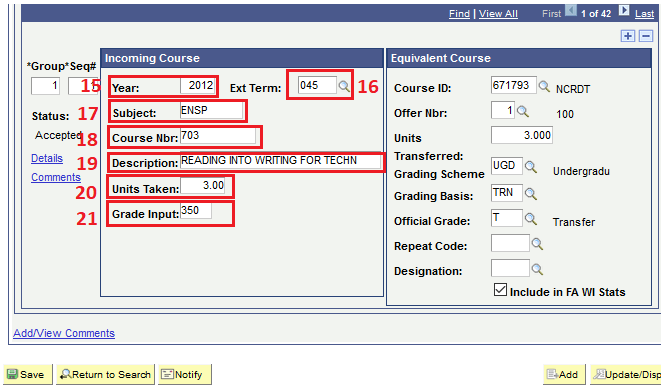 Find | View All First 1 of 42 Last
*Group *Seq#
1
Status:
Accepted
Details
Comments
Incoming Course
15 Year: 2012 Ext Term: 045 16
17 Subject: ENSP
18 Course Nbr: 703
19 Description: READING INTO WRITING FOR TECHN
20 Units Taken: 3.00
21 Grade Input: 350
Equivalent Course
Course ID: 671793 NCRDT
Offer Nbr: 1 100
Units 3.000
Transferred:
Grading Scheme UGD Undergradu
Grading Basis: TRN
Official Grade: T Transfer
Repeat Code:
Designation:
Include in FA WI Stats
Add/View Comments
Save Return to Search Notify Add Update/Disp